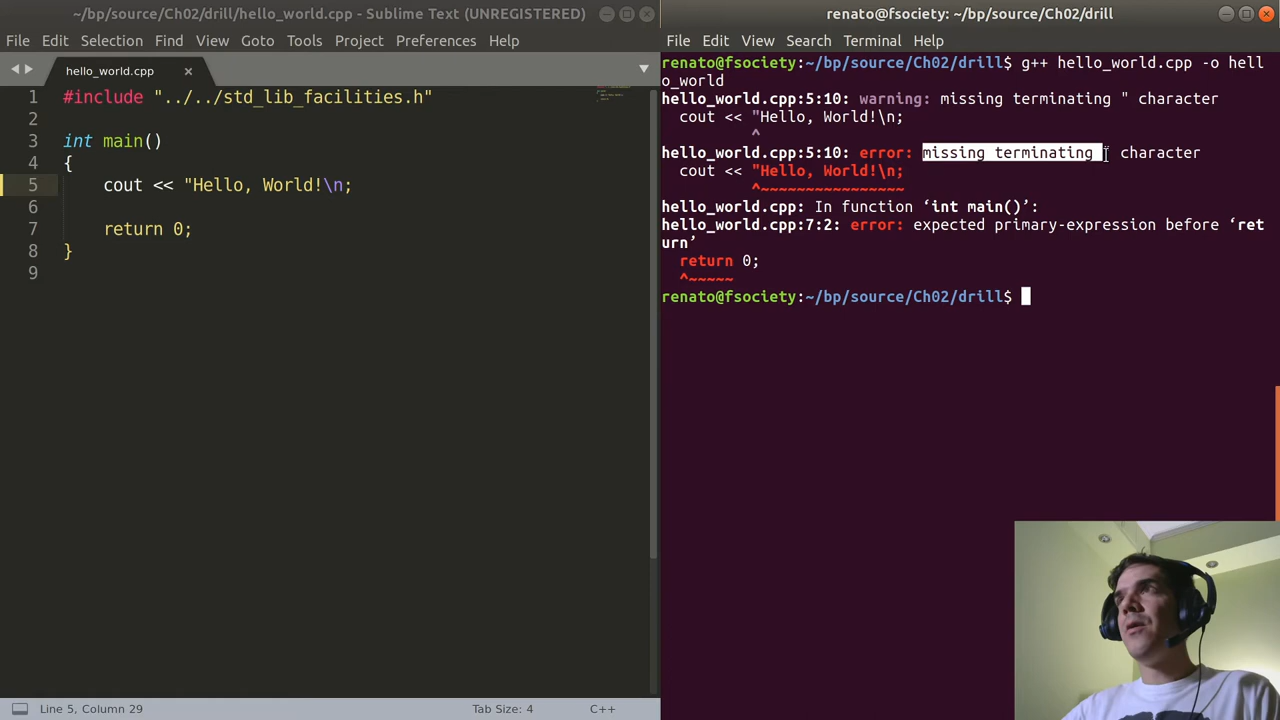 ~/bp/source/Ch02/drill/hello_world.cpp - Sublime Text (UNREGISTERED)
File Edit Selection Find View Goto Tools Project Preferences Help
hello_world.cpp
1 #include "../../std_lib_facilities.h"
2
3 int main()
4 {
5 cout << "Hello, World!\n;
6
7 return 0;
8 }
9
Line 5, Column 29 Tab Size: 4 C++
renato@fsociety: ~/bp/source/Ch02/drill
File Edit View Search Terminal Help
renato@fsociety:~/bp/source/Ch02/drill$ g++ hello_world.cpp -o hell
o_world
hello_world.cpp:5:10: warning: missing terminating " character
cout << "Hello, World!\n;
^
hello_world.cpp:5:10: error: missing terminating " character
cout << "Hello, World!\n;
^~~~~~~~~~~~~~~~~
hello_world.cpp: In function ‘int main()’:
hello_world.cpp:7:2: error: expected primary-expression before ‘ret
urn’
return 0;
^~~~~~
renato@fsociety:~/bp/source/Ch02/drill$